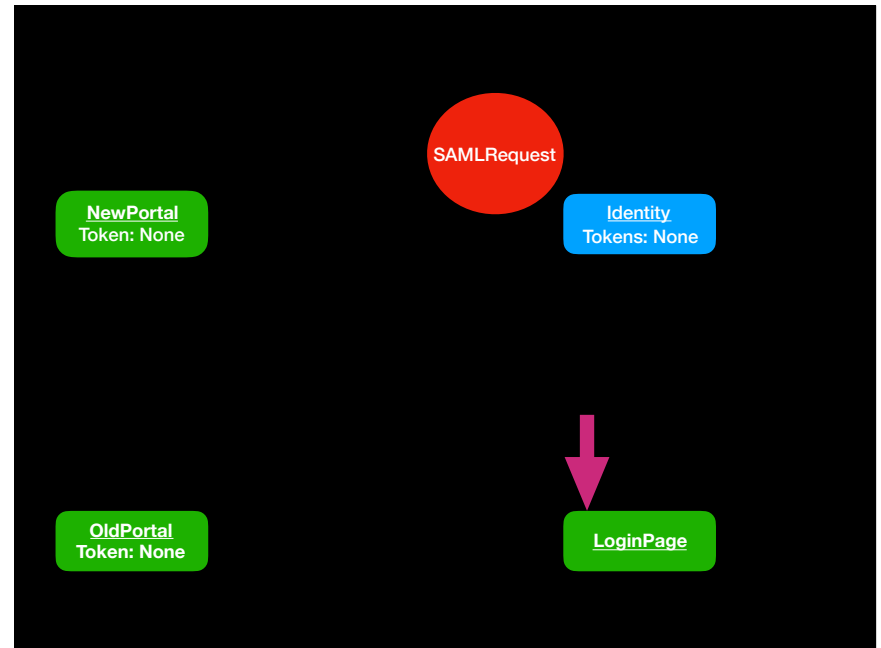 SAMLRequest
NewPortal
Token: None
Identity
Tokens: None
OldPortal
Token: None
LoginPage